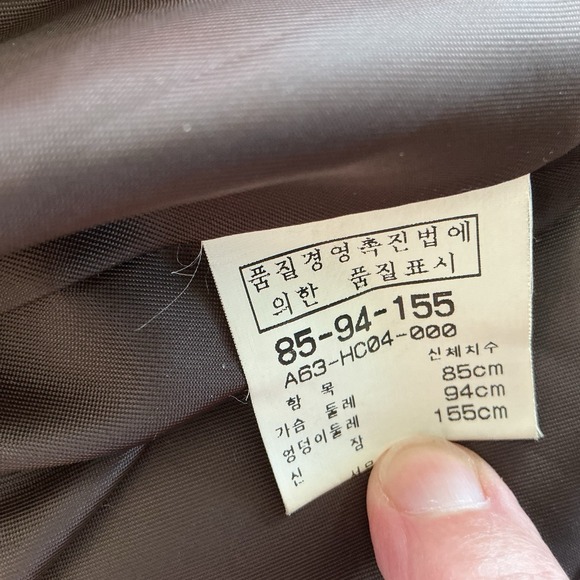 품질경영촉진법에
의한 품질표시
85-94-155
A63-HC04-000
항 목 신체치수
가슴둘레 85cm
엉덩이둘레 94cm
신 장 155cm